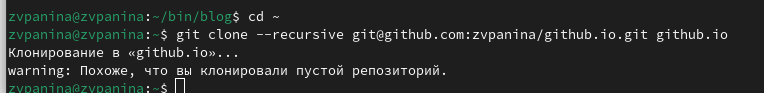 zvpanina@zvpanina:~/bin/blog$ cd ~
zvpanina@zvpanina:~$ git clone --recursive git@github.com:zvpanina/github.io.git github.io
Клонирование в «github.io»...
warning: Похоже, что вы клонировали пустой репозиторий.
zvpanina@zvpanina:~$